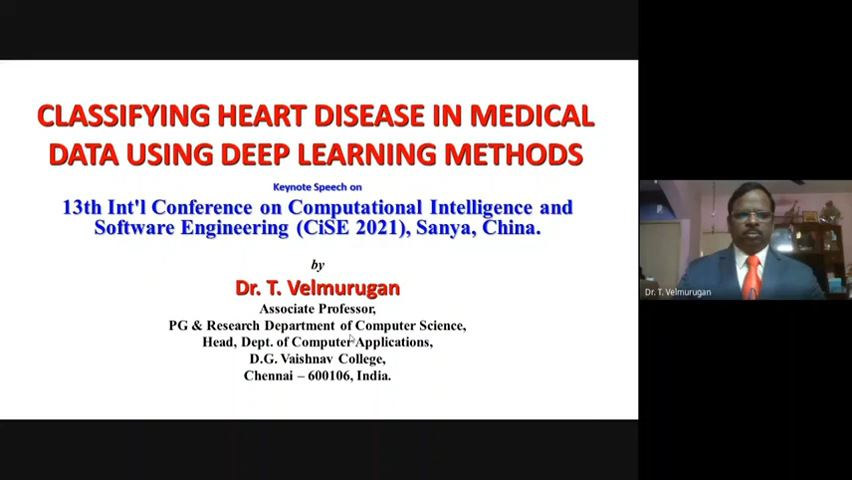 CLASSIFYING HEART DISEASE IN MEDICAL
DATA USING DEEP LEARNING METHODS
Keynote Speech on
13th Int'l Conference on Computational Intelligence and
Software Engineering (CiSE 2021), Sanya, China.
by
Dr. T. Velmurugan
Associate Professor,
PG & Research Department of Computer Science,
Head, Dept. of Computer Applications,
D.G. Vaishnav College,
Chennai – 600106, India.
Dr. T. Velmurugan